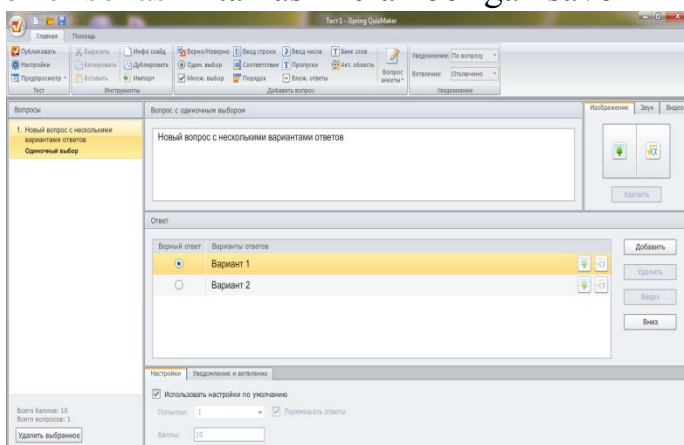 Тест1 - iSpring QuizMaker
Главная Помощь
Публиковать Вырезать Инфо слайд Верно/Неверно Ввод строки Ввод числа Банк слов Уведомление: По вопросу
Настройки Копировать Дублировать Один. выбор Соответствие Пропуски Акт. область Вопрос анкеты
Предпросмотр Вставить Импорт Множ. выбор Порядок Влож. ответы Ветвление: Отключено
Тест Инструменты Добавить вопрос Уведомление
Вопросы Вопрос с одиночным выбором Изображение Звук Видео
1. Новый вопрос с несколькими
вариантами ответов
Одиночный выбор
Новый вопрос с несколькими вариантами ответов
Удалить
Ответ
Верный ответ Варианты ответов Добавить
Вариант 1 Удалить
Вариант 2 Вверх
Вниз
Настройки Уведомление и ветвление
Использовать настройки по умолчанию
Попытки: 1 Перемешать ответы
Баллы: 10
Всего баллов: 10
Всего вопросов: 1
Удалить выбранное